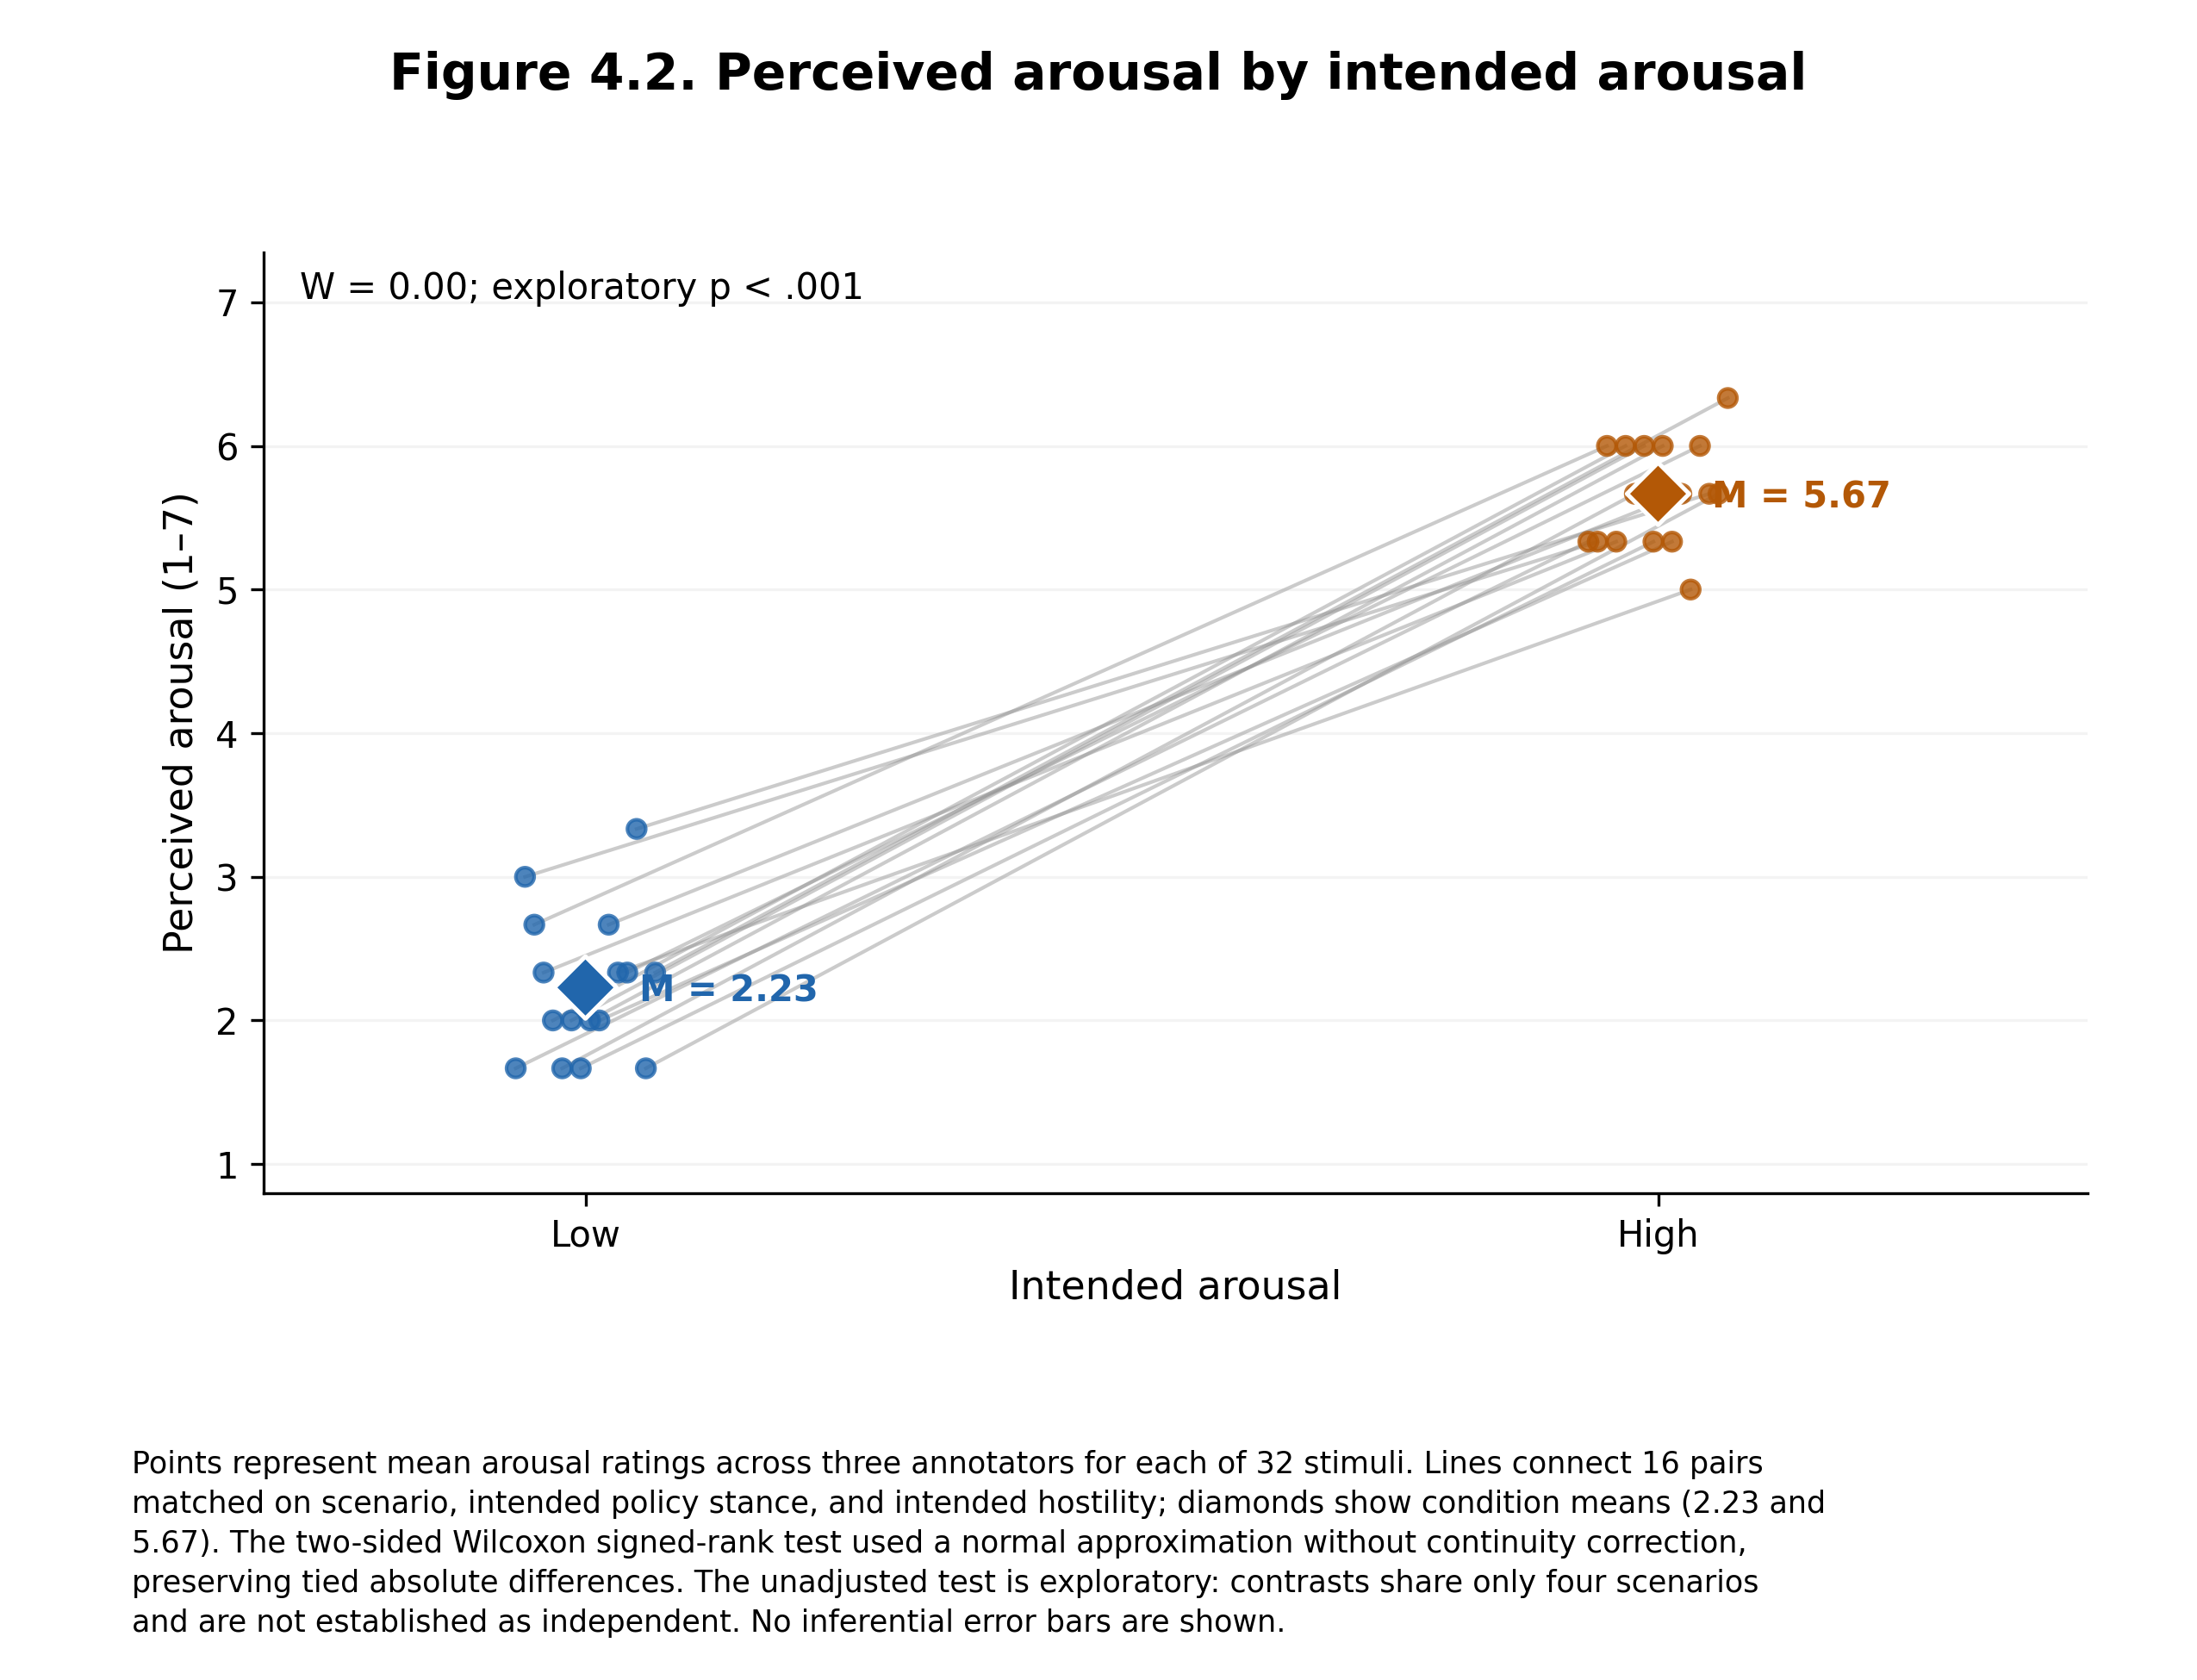 Figure 4.2. Perceived arousal by intended arousal
W = 0.00; exploratory p < .001
Perceived arousal (1–7)
7
6
5
4
3
2
1
M = 5.67
M = 2.23
Low
High
Intended arousal
Points represent mean arousal ratings across three annotators for each of 32 stimuli. Lines connect 16 pairs
matched on scenario, intended policy stance, and intended hostility; diamonds show condition means (2.23 and
5.67). The two-sided Wilcoxon signed-rank test used a normal approximation without continuity correction,
preserving tied absolute differences. The unadjusted test is exploratory: contrasts share only four scenarios
and are not established as independent. No inferential error bars are shown.